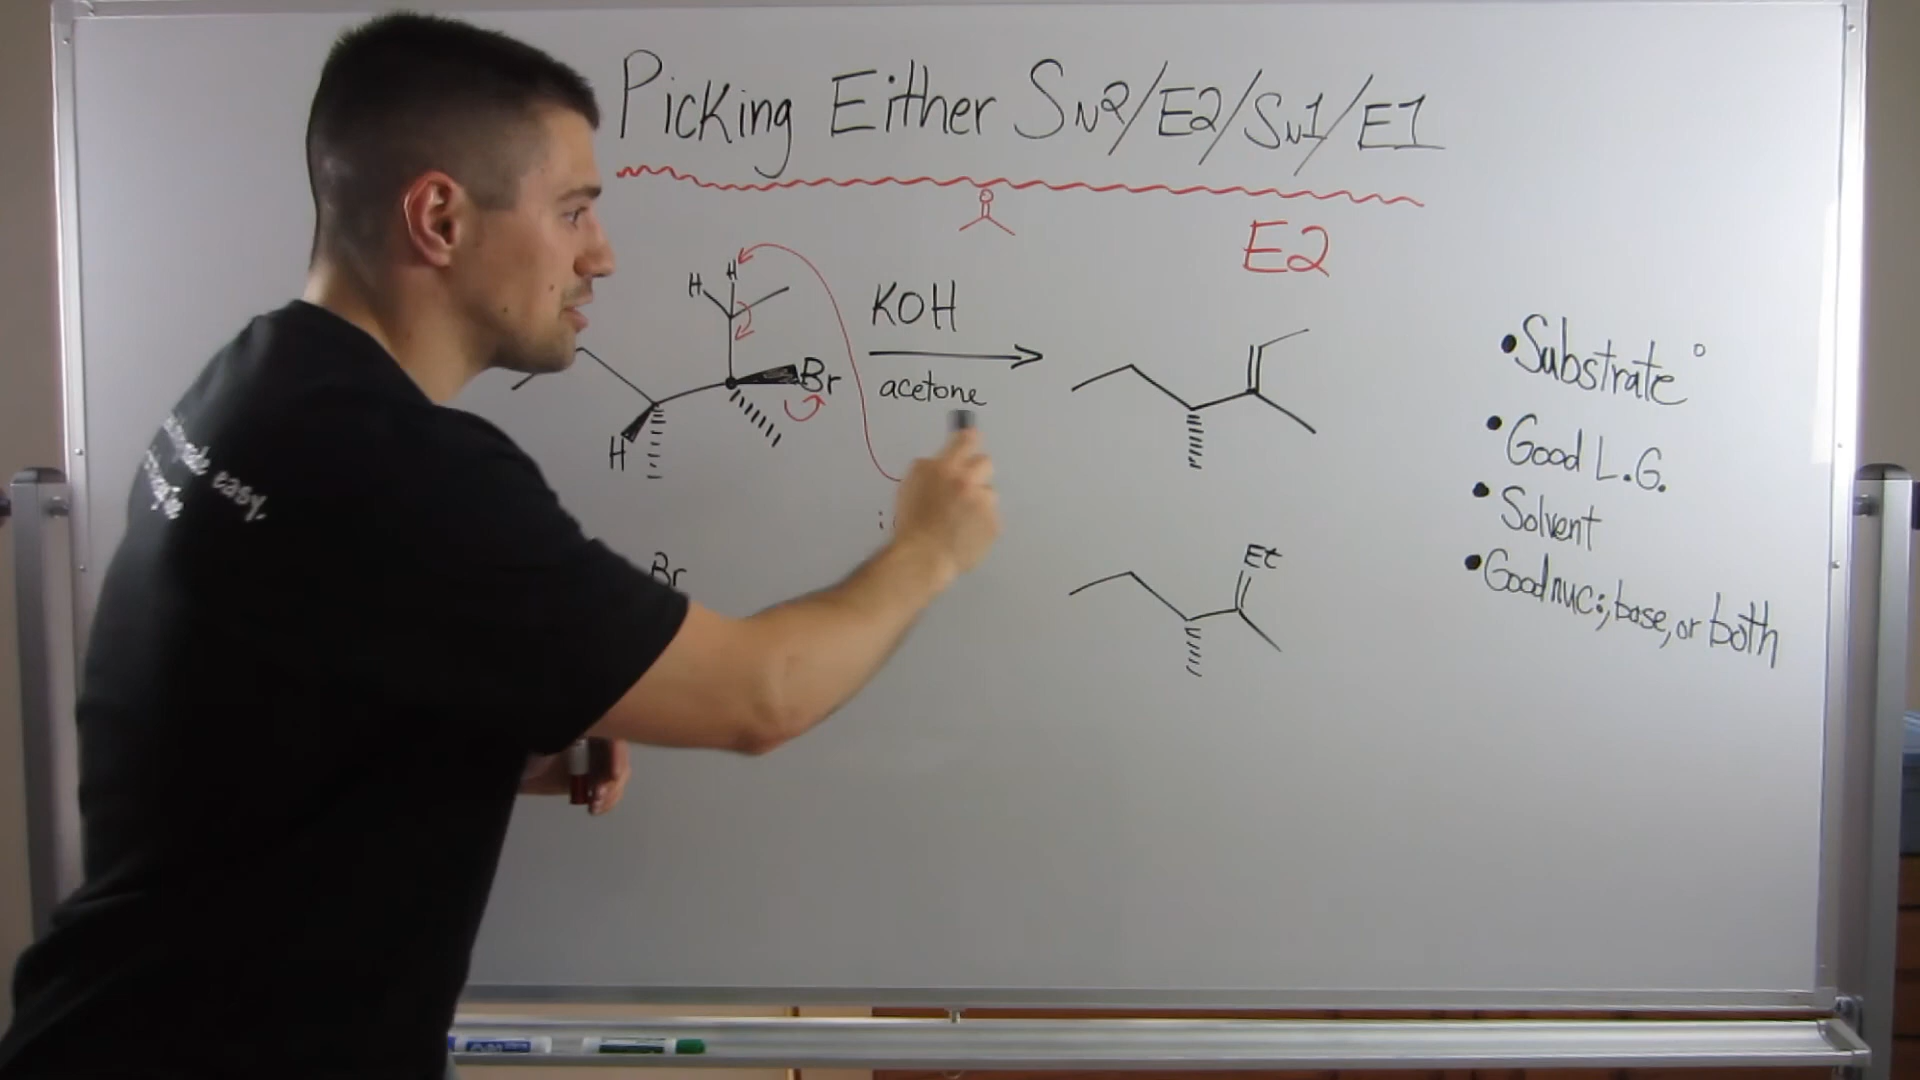 Picking Either SN2/E2/SN1/E1
O
E2
H H
KOH
Br
acetone
H
Br
Et
•Substrate°
•Good L.G.
•Solvent
•Good nuc:, base, or both
easy.